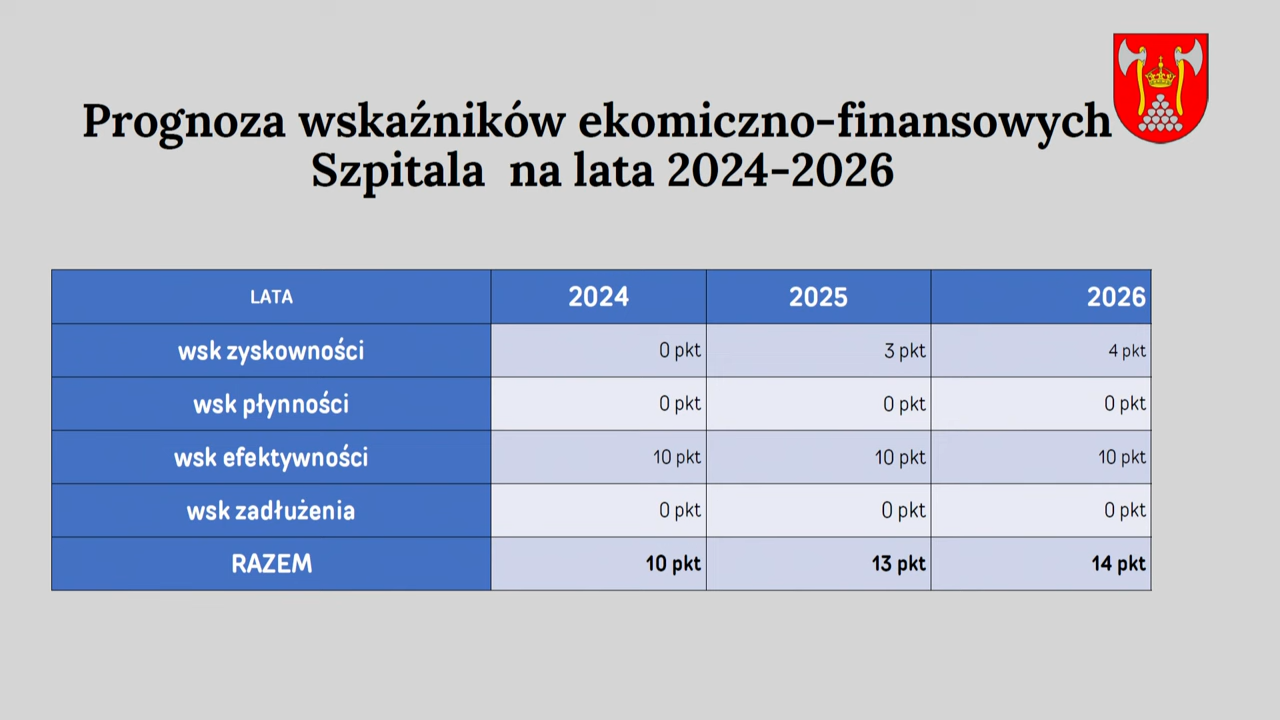 Prognoza wskaźników ekomiczno-finansowych
Szpitala na lata 2024-2026
LATA 2024 2025 2026
wsk zyskowności 0 pkt 3 pkt 4 pkt
wsk płynności 0 pkt 0 pkt 0 pkt
wsk efektywności 10 pkt 10 pkt 10 pkt
wsk zadłużenia 0 pkt 0 pkt 0 pkt
RAZEM 10 pkt 13 pkt 14 pkt